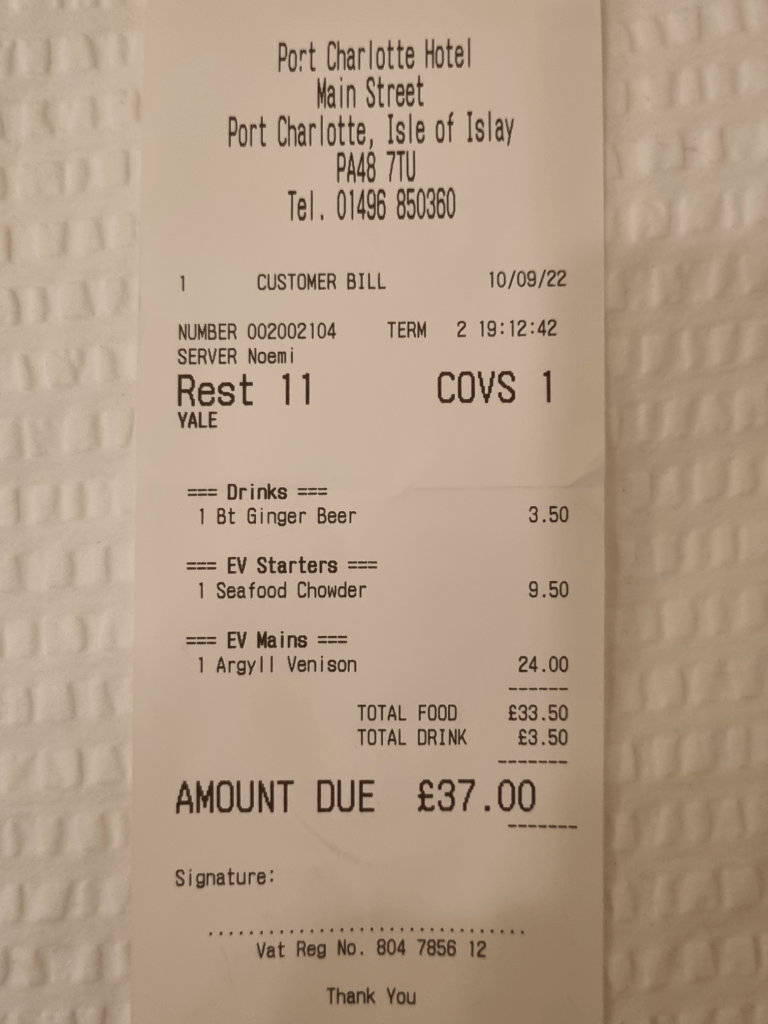 Port Charlotte Hotel
Main Street
Port Charlotte, Isle of Islay
PA48 7TU
Tel. 01496 850360
1 CUSTOMER BILL 10/09/22
NUMBER 002002104 TERM 2 19:12:42
SERVER Noemi
Rest 11 COVS 1
YALE
=== Drinks ===
1 Bt Ginger Beer 3.50
=== EV Starters ===
1 Seafood Chowder 9.50
=== EV Mains ===
1 Argyll Venison 24.00
------
TOTAL FOOD £33.50
TOTAL DRINK £3.50
-------
AMOUNT DUE £37.00
-------
Signature:
................................
Vat Reg No. 804 7856 12
Thank You